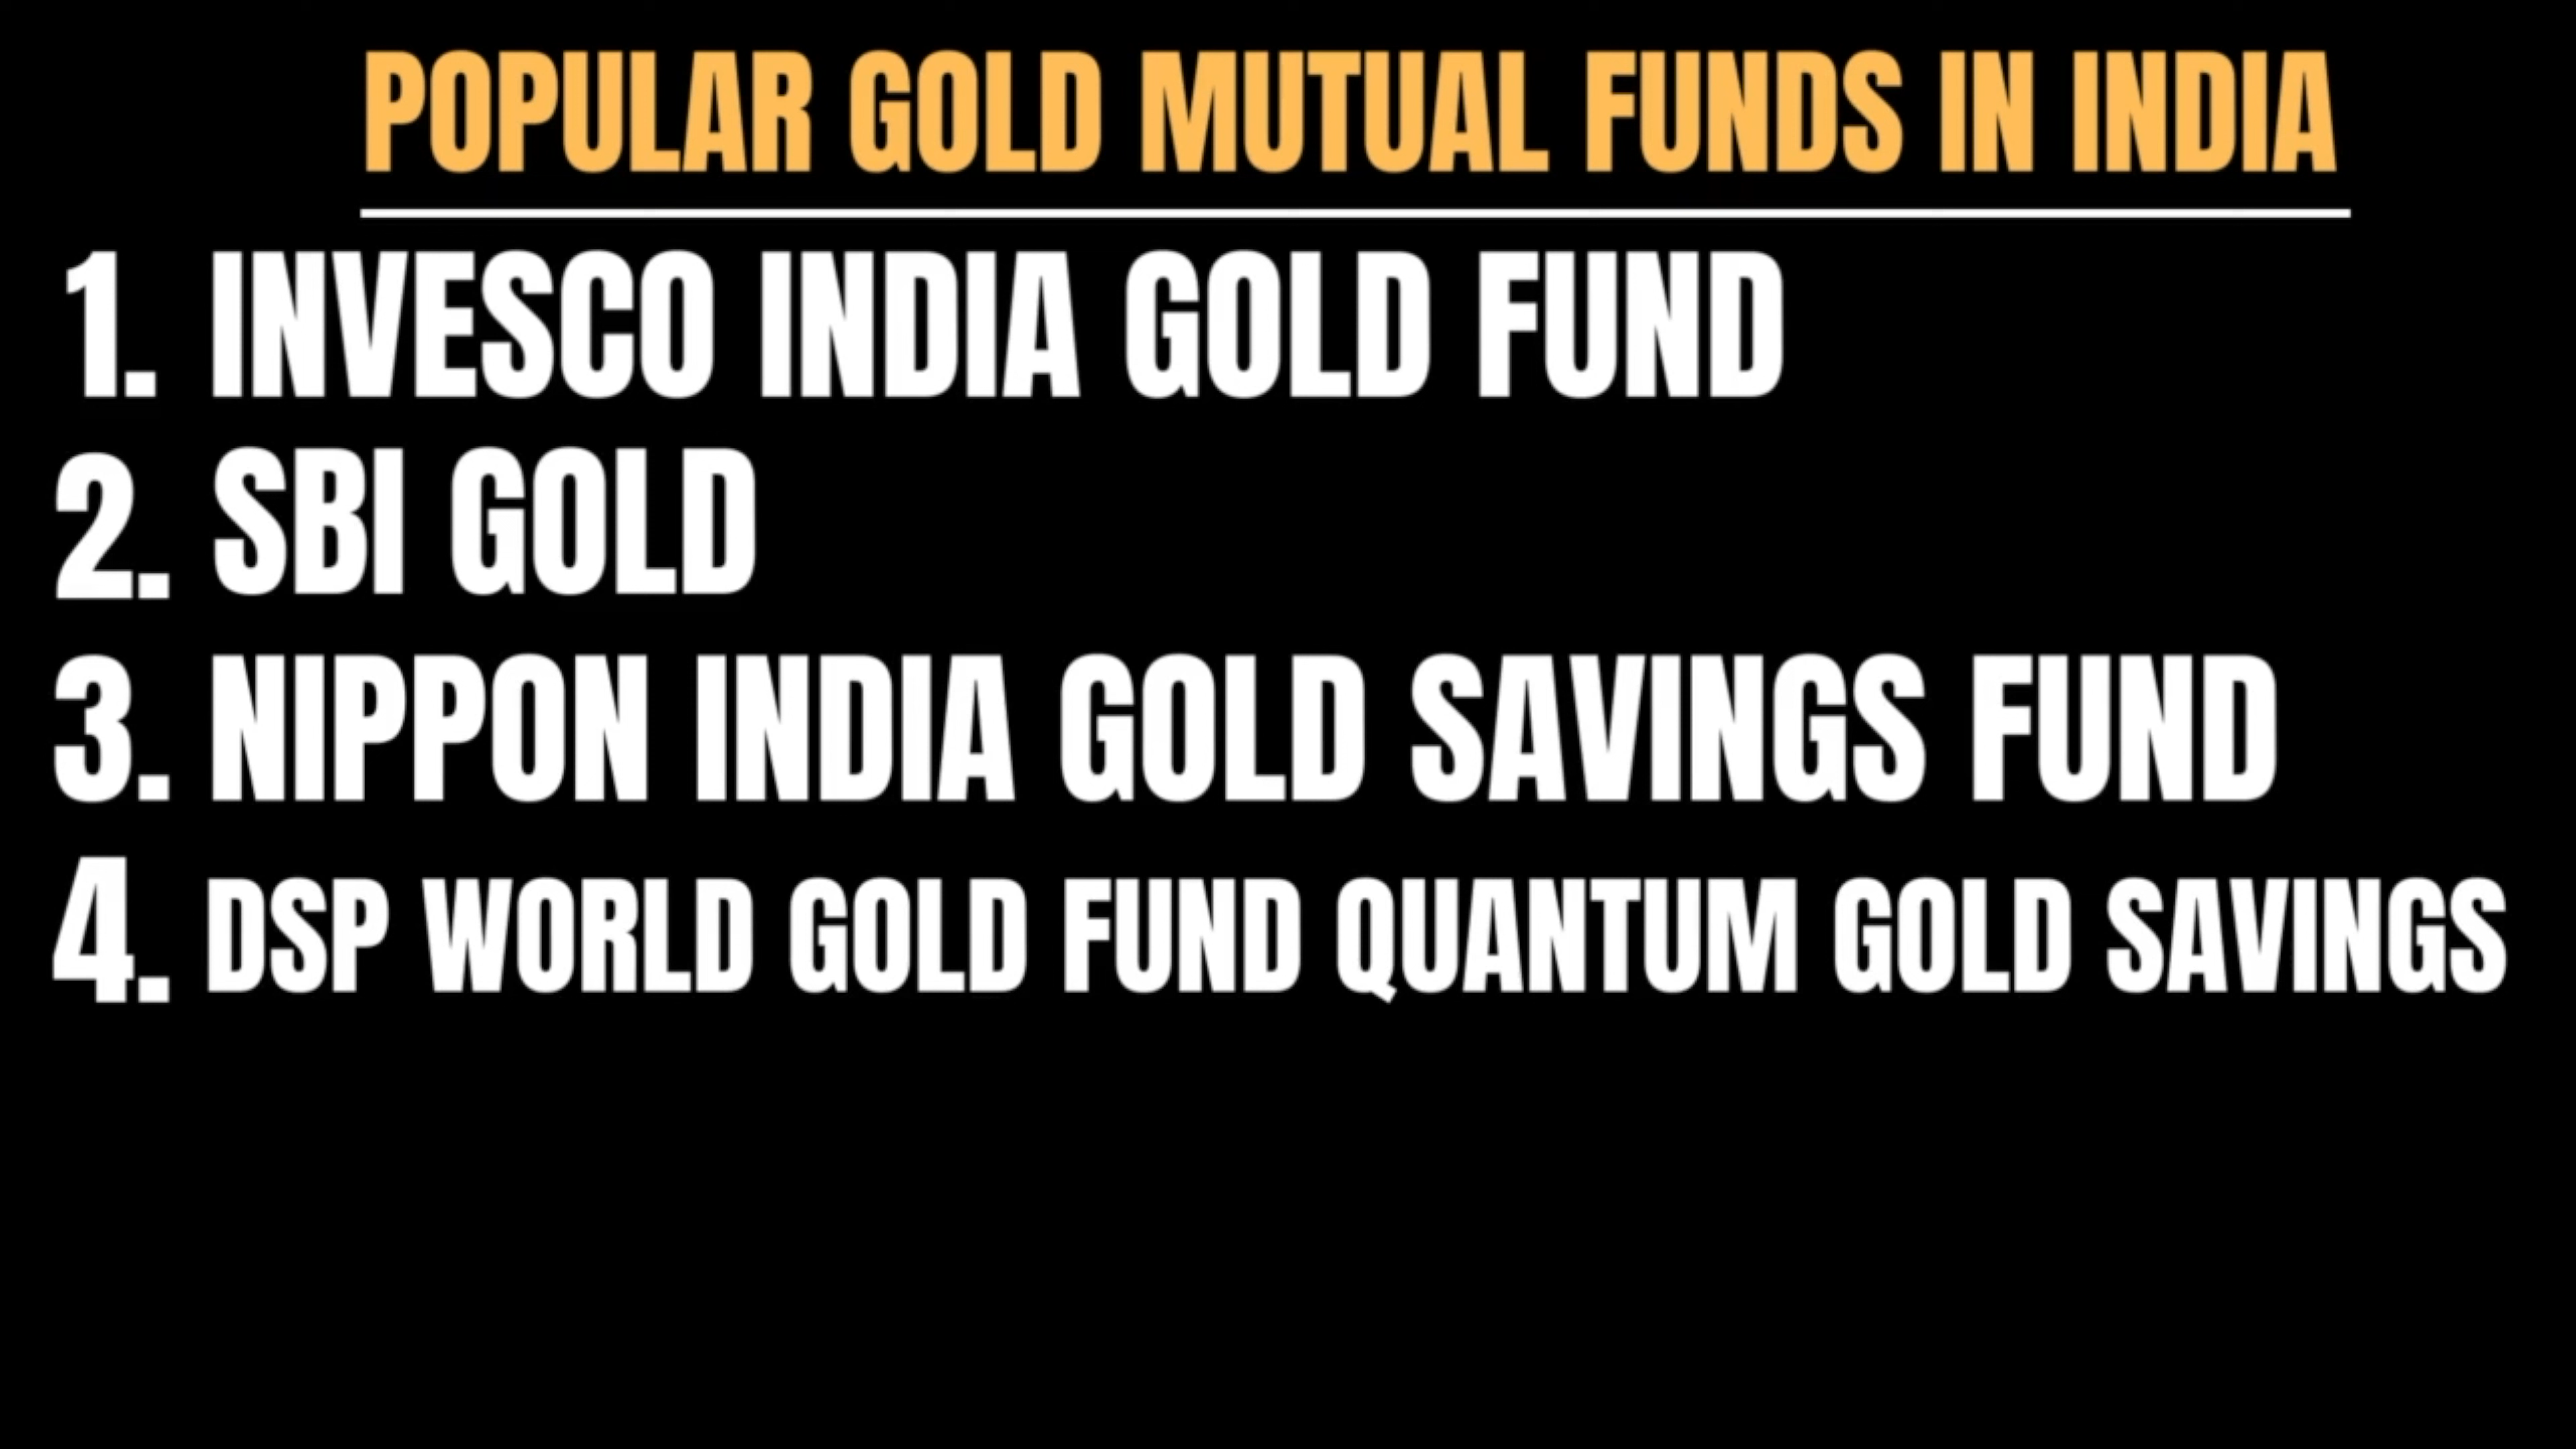 POPULAR GOLD MUTUAL FUNDS IN INDIA
1. INVESCO INDIA GOLD FUND
2. SBI GOLD
3. NIPPON INDIA GOLD SAVINGS FUND
4. DSP WORLD GOLD FUND QUANTUM GOLD SAVINGS